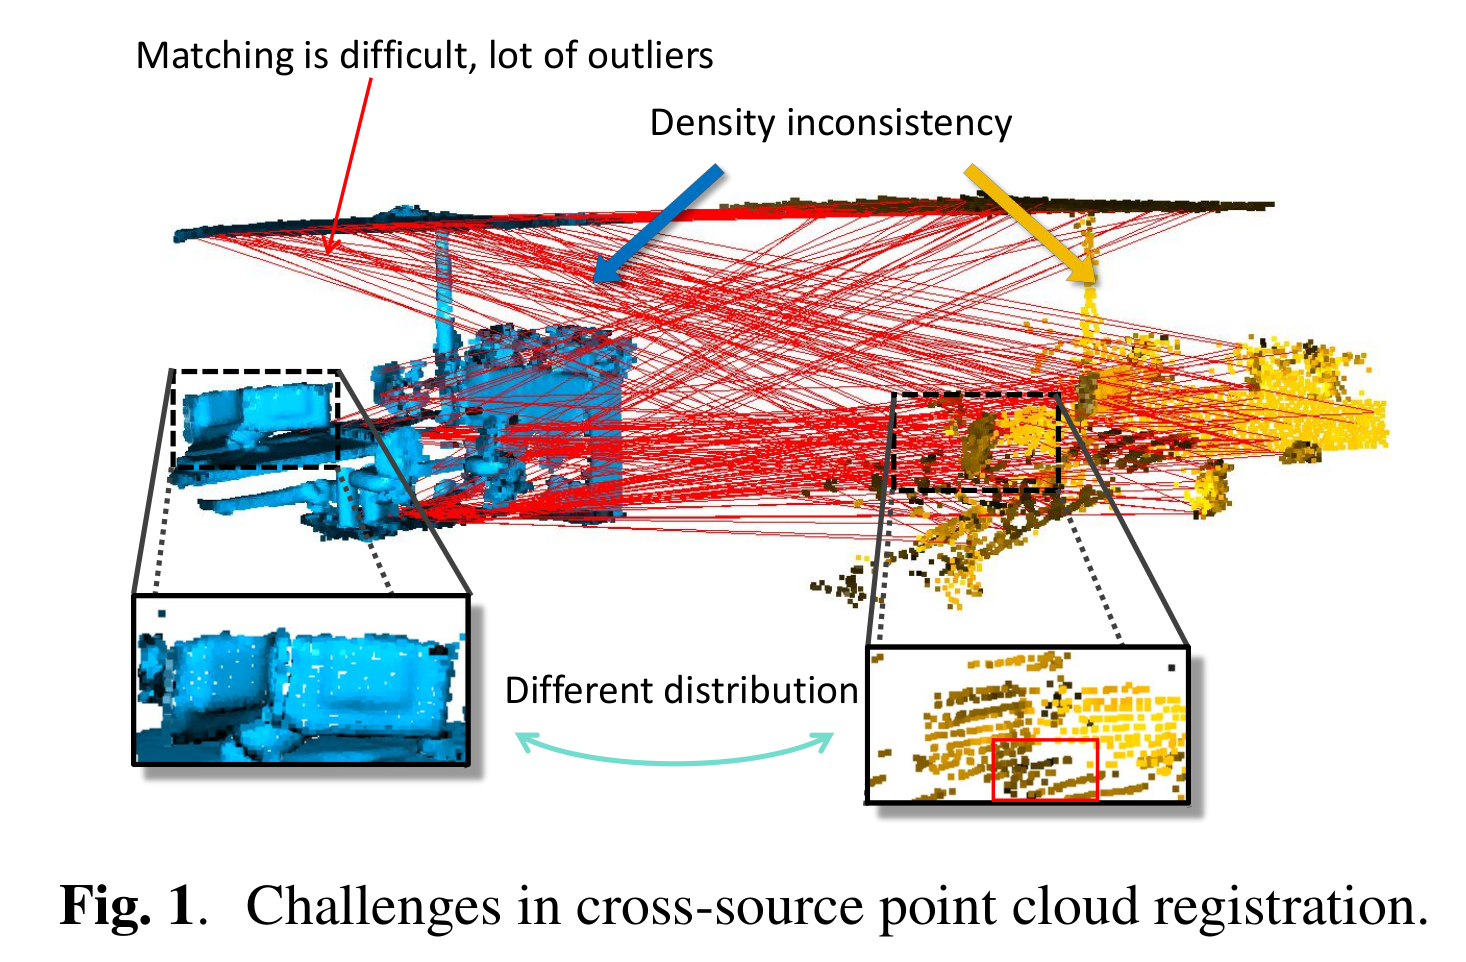 Matching is difficult, lot of outliers
Density inconsistency
Different distribution
Fig. 1. Challenges in cross-source point cloud registration.